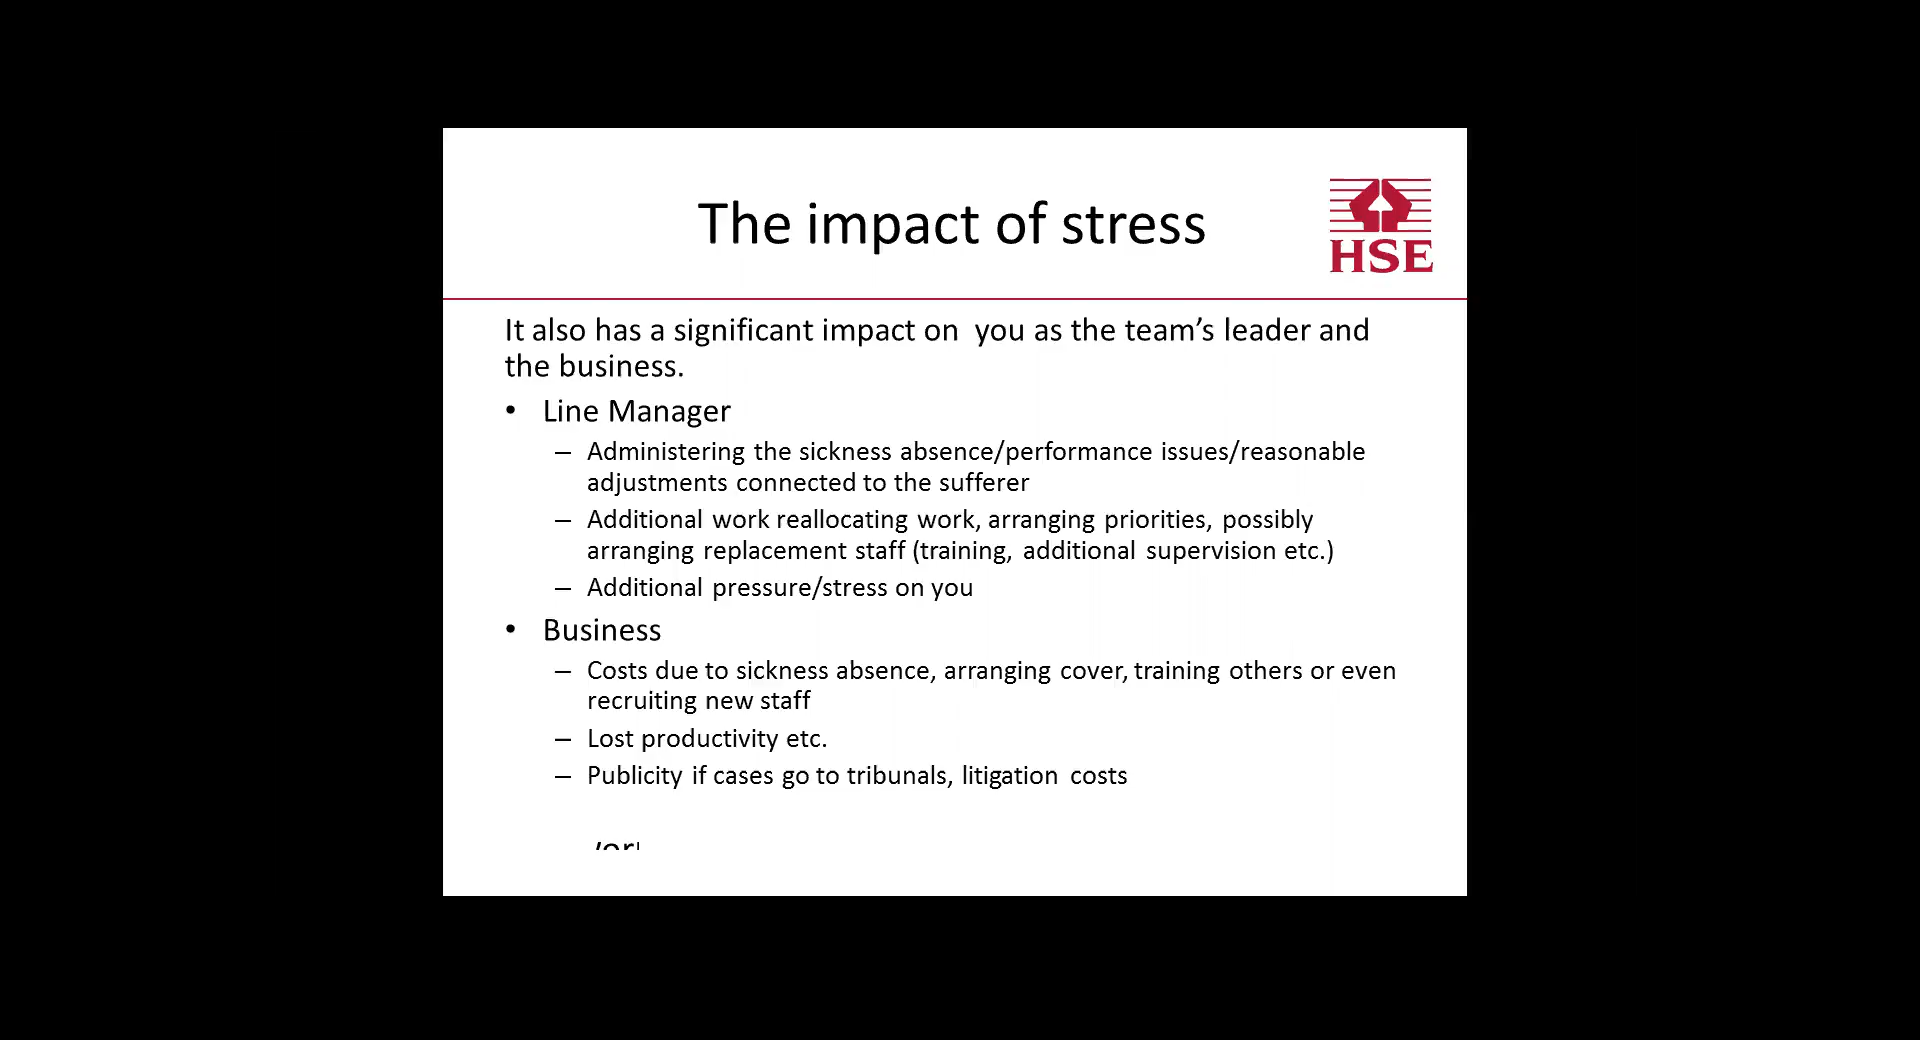 The impact of stress
HSE
It also has a significant impact on  you as the team’s leader and
the business.
• Line Manager
– Administering the sickness absence/performance issues/reasonable
adjustments connected to the sufferer
– Additional work reallocating work, arranging priorities, possibly
arranging replacement staff (training, additional supervision etc.)
– Additional pressure/stress on you
• Business
– Costs due to sickness absence, arranging cover, training others or even
recruiting new staff
– Lost productivity etc.
– Publicity if cases go to tribunals, litigation costs